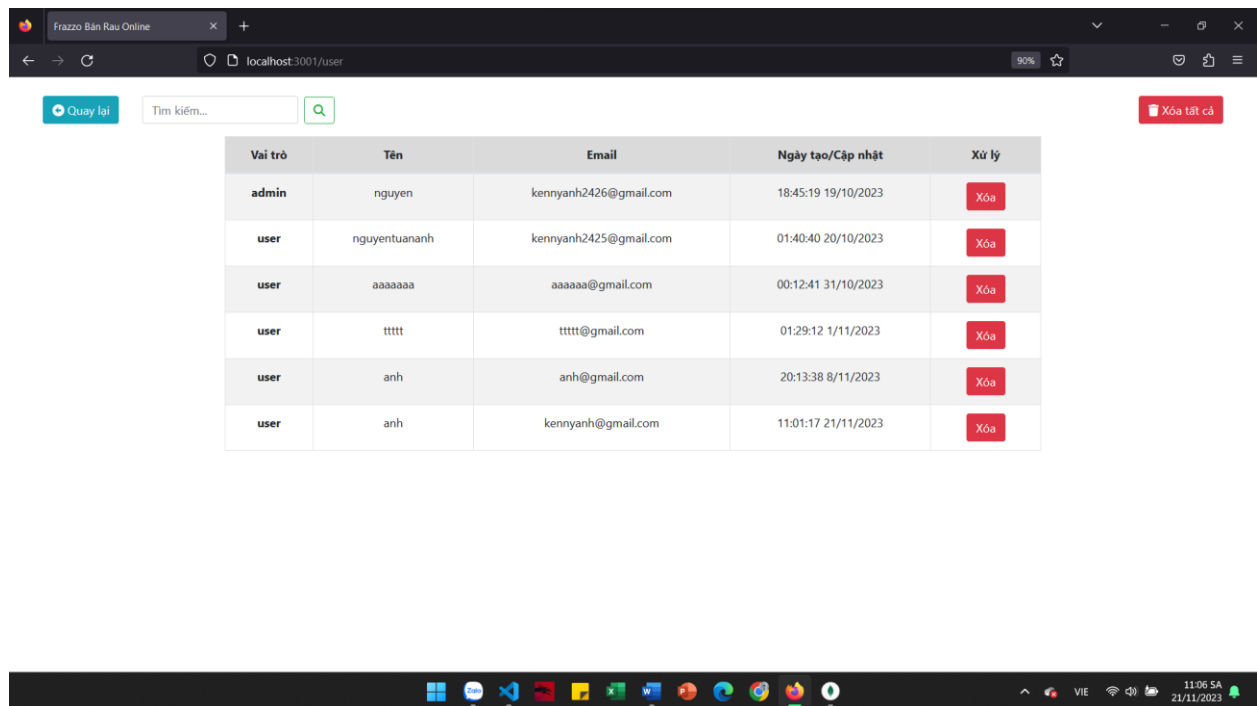 Frazzo Bán Rau Online
localhost:3001/user
90%
Quay lại
Tìm kiếm...
Xóa tất cả
Vai trò Tên Email Ngày tạo/Cập nhật Xử lý
admin nguyen kennyanh2426@gmail.com 18:45:19 19/10/2023 Xóa
user nguyentuananh kennyanh2425@gmail.com 01:40:40 20/10/2023 Xóa
user aaaaaaa aaaaaa@gmail.com 00:12:41 31/10/2023 Xóa
user ttttt ttttt@gmail.com 01:29:12 1/11/2023 Xóa
user anh anh@gmail.com 20:13:38 8/11/2023 Xóa
user anh kennyanh@gmail.com 11:01:17 21/11/2023 Xóa
Zalo
VIE
11:06 SA
21/11/2023